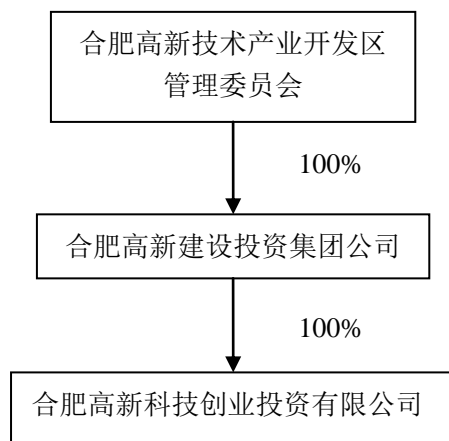 合肥高新技术产业开发区
管理委员会
100%
合肥高新建设投资集团公司
100%
合肥高新科技创业投资有限公司